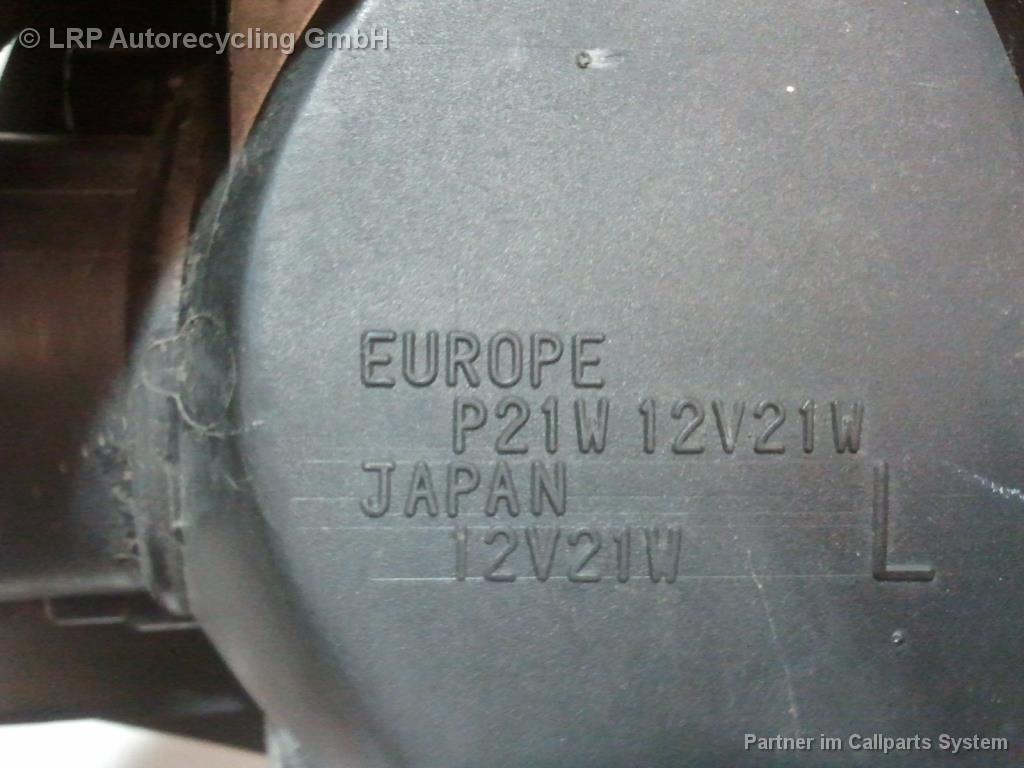 © LRP Autorecycling GmbH
EUROPE
P21W 12V21W
JAPAN
12V21W
L
Partner im Callparts System